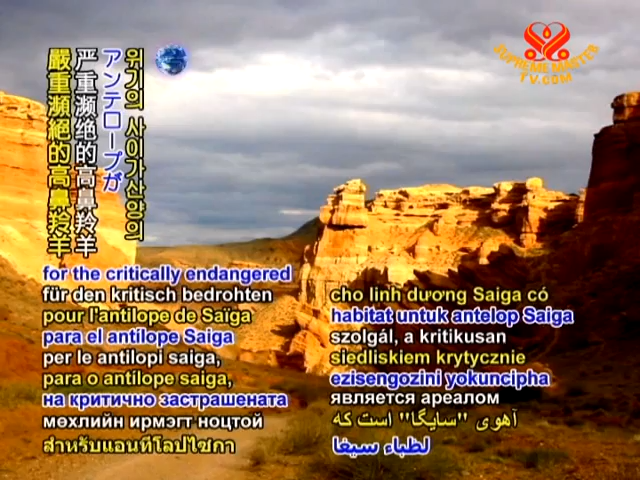 SUPREME MASTER
TV.COM
위기의 사이가산양의
アンテロープが
严重濒绝的高鼻羚羊
嚴重瀕絕的高鼻羚羊
for the critically endangered
für den kritisch bedrohten
pour l'antilope de Saïga
para el antílope Saiga
per le antilopi saiga,
para o antílope saiga,
на критично застрашената
мөхлийн ирмэгт ноцтой
สำหรับแอนทีโลปไซกา
cho linh dương Saiga có
habitat untuk antelop Saiga
szolgál, a kritikusan
siedliskiem krytycznie
ezisengozini yokuncipha
является ареалом
آهوی "سایگا" است که
لظباء سيغا